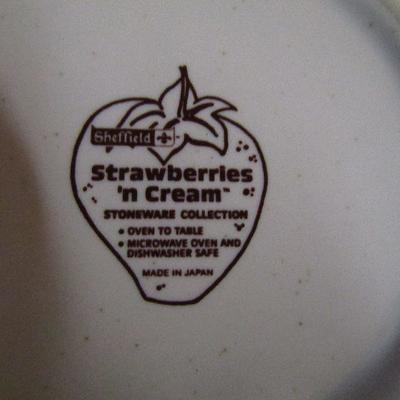 Sheffield
Strawberries
'n Cream™
STONEWARE COLLECTION
• OVEN TO TABLE
• MICROWAVE OVEN AND
DISHWASHER SAFE
MADE IN JAPAN